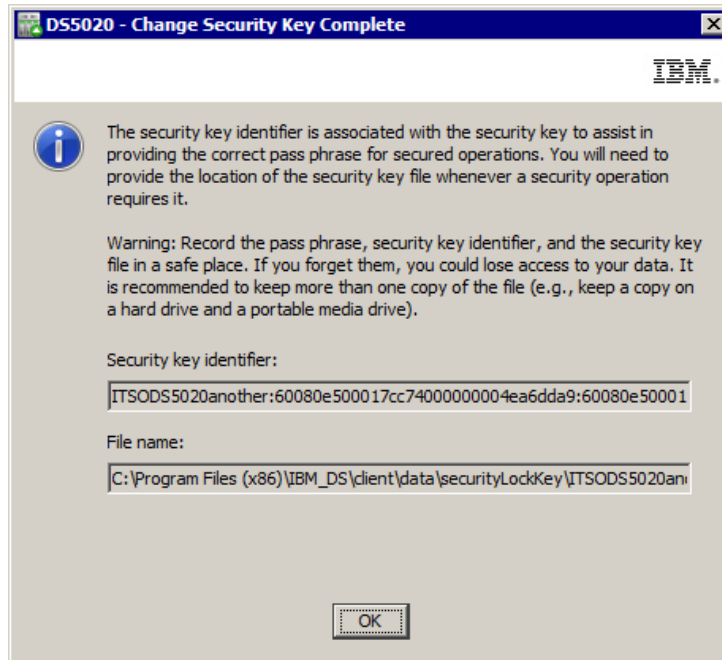 DS5020 - Change Security Key Complete
IBM.
The security key identifier is associated with the security key to assist in
providing the correct pass phrase for secured operations. You will need to
provide the location of the security key file whenever a security operation
requires it.
Warning: Record the pass phrase, security key identifier, and the security key
file in a safe place. If you forget them, you could lose access to your data. It
is recommended to keep more than one copy of the file (e.g., keep a copy on
a hard drive and a portable media drive).
Security key identifier:
ITSODS5020another:60080e500017cc74000000004ea6dda9:60080e50001
File name:
C:\Program Files (x86)\IBM_DS\client\data\securityLockKey\ITSODS5020an
OK